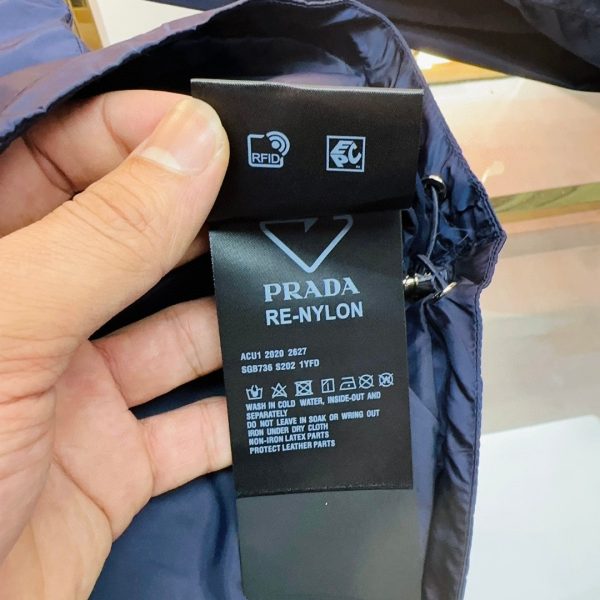 RFID
EPC
PRADA
RE-NYLON
ACU1 2020 2627
SGB736 S202 1YFD
WASH IN COLD WATER, INSIDE-OUT AND
SEPARATELY
DO NOT LEAVE IN SOAK OR WRING OUT
IRON UNDER DRY CLOTH
NON-IRON LATEX PARTS
PROTECT LEATHER PARTS